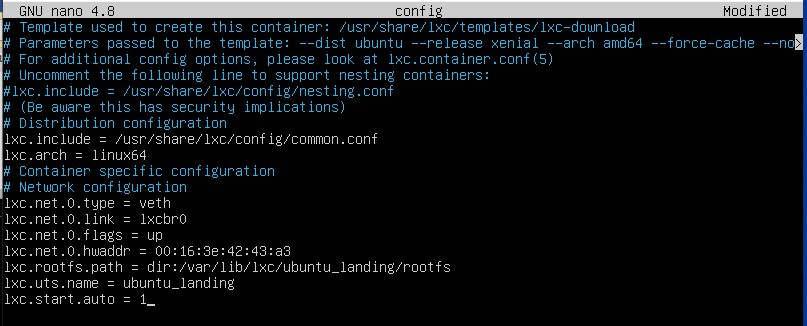 GNU nano 4.8 config Modified
# Template used to create this container: /usr/share/lxc/templates/lxc-download
# Parameters passed to the template: --dist ubuntu --release xenial --arch amd64 --force-cache --no>
# For additional config options, please look at lxc.container.conf(5)
# Uncomment the following line to support nesting containers:
#lxc.include = /usr/share/lxc/config/nesting.conf
# (Be aware this has security implications)
# Distribution configuration
lxc.include = /usr/share/lxc/config/common.conf
lxc.arch = linux64
# Container specific configuration
# Network configuration
lxc.net.0.type = veth
lxc.net.0.link = lxcbr0
lxc.net.0.flags = up
lxc.net.0.hwaddr = 00:16:3e:42:43:a3
lxc.rootfs.path = dir:/var/lib/lxc/ubuntu_landing/rootfs
lxc.uts.name = ubuntu_landing
lxc.start.auto = 1